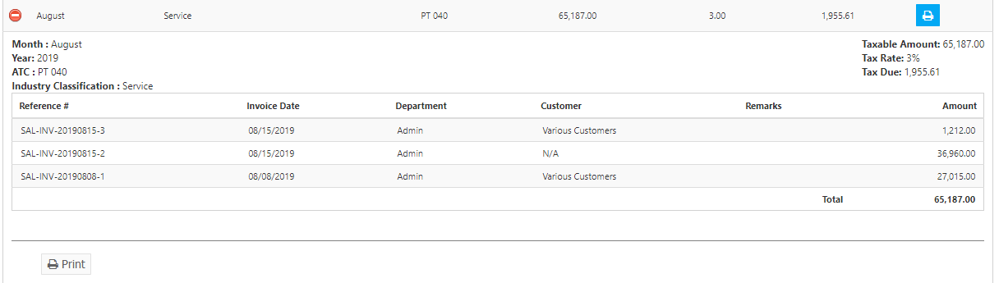 August Service PT 040 65,187.00 3.00 1,955.61
Month : August Taxable Amount: 65,187.00
Year: 2019 Tax Rate: 3%
ATC : PT 040 Tax Due: 1,955.61
Industry Classification : Service
Reference # Invoice Date Department Customer Remarks Amount
SAL-INV-20190815-3 08/15/2019 Admin Various Customers 1,212.00
SAL-INV-20190815-2 08/15/2019 Admin N/A 36,960.00
SAL-INV-20190808-1 08/08/2019 Admin Various Customers 27,015.00
Total 65,187.00
Print